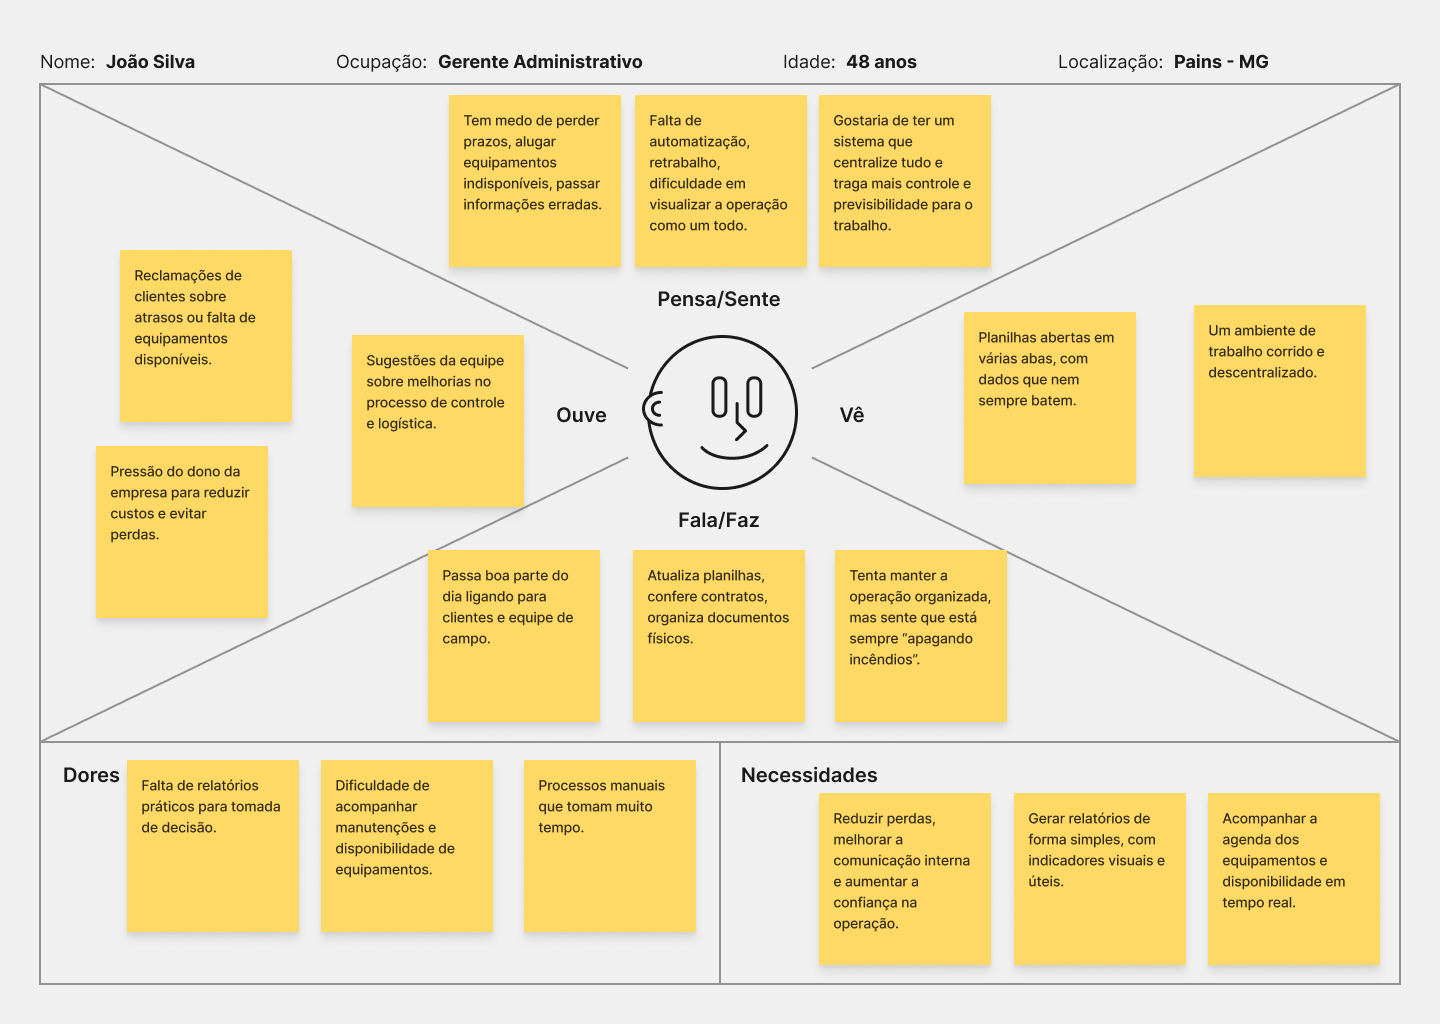 Nome: João Silva
Ocupação: Gerente Administrativo
Idade: 48 anos
Localização: Pains - MG
Tem medo de perder
prazos, alugar
equipamentos
indisponíveis, passar
informações erradas.
Falta de
automatização,
retrabalho,
dificuldade em
visualizar a operação
como um todo.
Gostaria de ter um
sistema que
centralize tudo e
traga mais controle e
previsibilidade para o
trabalho.
Pensa/Sente
Reclamações de
clientes sobre
atrasos ou falta de
equipamentos
disponíveis.
Sugestões da equipe
sobre melhorias no
processo de controle
e logística.
Pressão do dono da
empresa para reduzir
custos e evitar
perdas.
Ouve
Vê
Planilhas abertas em
várias abas, com
dados que nem
sempre batem.
Um ambiente de
trabalho corrido e
descentralizado.
Fala/Faz
Passa boa parte do
dia ligando para
clientes e equipe de
campo.
Atualiza planilhas,
confere contratos,
organiza documentos
físicos.
Tenta manter a
operação organizada,
mas sente que está
sempre “apagando
incêndios”.
Dores
Falta de relatórios
práticos para tomada
de decisão.
Dificuldade de
acompanhar
manutenções e
disponibilidade de
equipamentos.
Processos manuais
que tomam muito
tempo.
Necessidades
Reduzir perdas,
melhorar a
comunicação interna
e aumentar a
confiança na
operação.
Gerar relatórios de
forma simples, com
indicadores visuais e
úteis.
Acompanhar a
agenda dos
equipamentos e
disponibilidade em
tempo real.